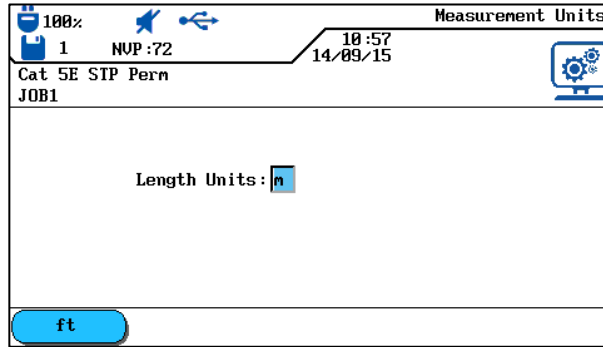 100% Measurement Units
1 NVP:72 10:57
14/09/15
Cat 5E STP Perm
JOB1
Length Units: m
ft